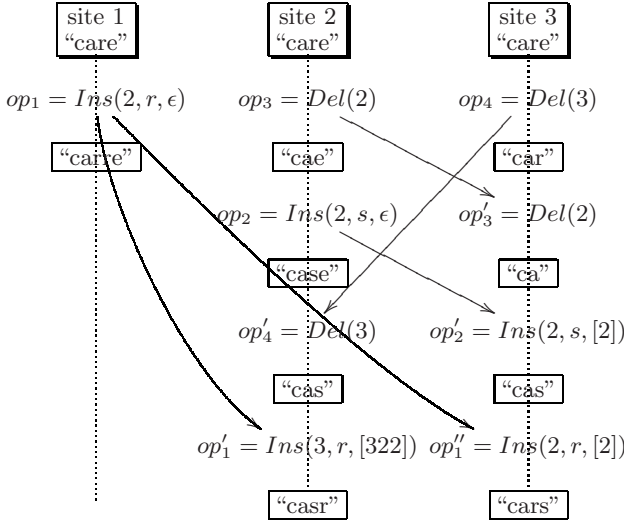 site 1 site 2 site 3
“care” “care” “care”
op₁ = Ins(2, r, ϵ) op₃ = Del(2) op₄ = Del(3)
“carre” “cae” “car”
op₂ = Ins(2, s, ϵ) op′₃ = Del(2)
“case” “ca”
op′₄ = Del(3) op′₂ = Ins(2, s, [2])
“cas” “cas”
op′₁ = Ins(3, r, [322]) op′′₁ = Ins(2, r, [2])
“casr” “cars”